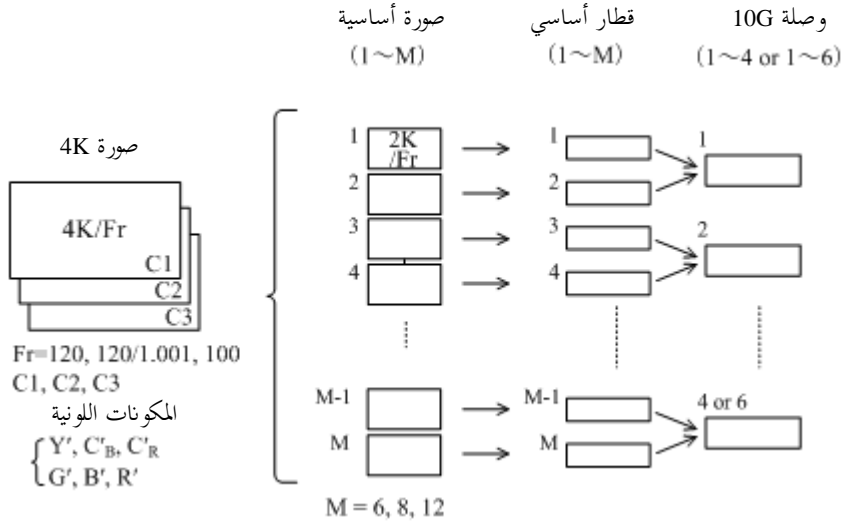 صورة أساسية
(1～M)
قطار أساسي
(1～M)
وصلة 10G
(1～4 or 1～6)
صورة 4K
4K/Fr
C1
C2
C3
Fr=120, 120/1.001, 100
C1, C2, C3
المكونات اللونية
Y′, C′B, C′R
G′, B′, R′
1
2K
/Fr
2
3
4
M-1
M
M = 6, 8, 12
1
2
3
4
M-1
M
1
2
4 or 6